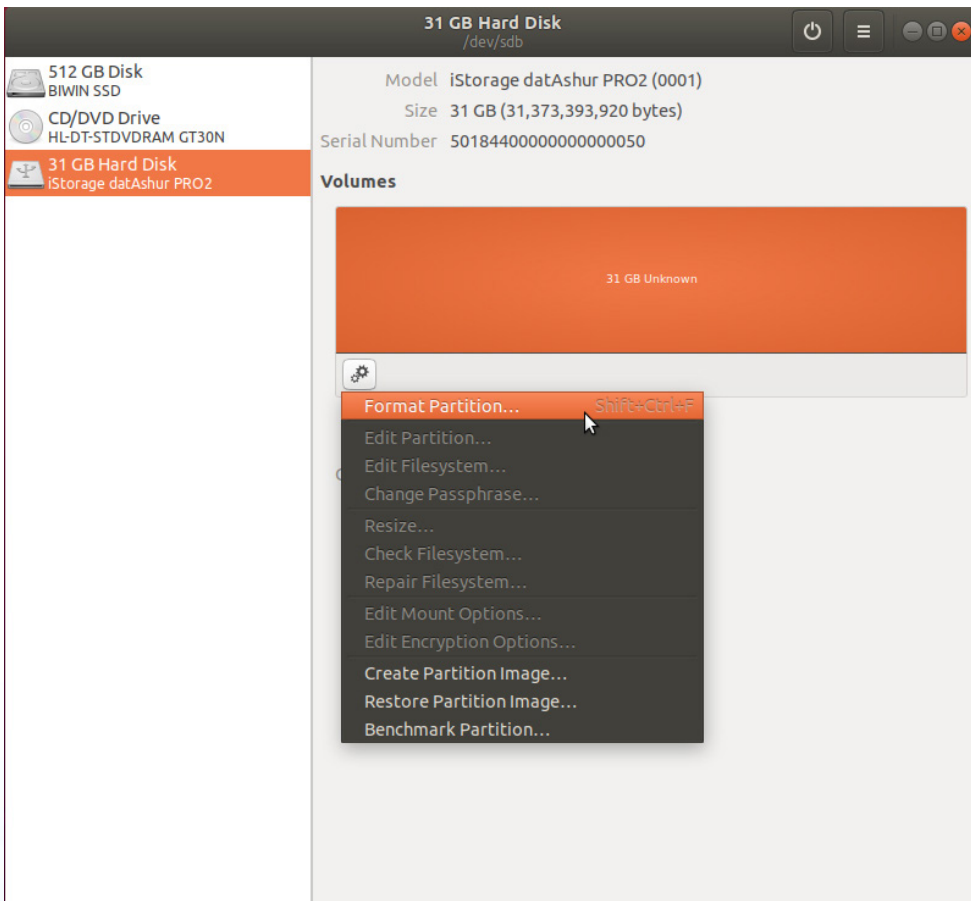 31 GB Hard Disk
/dev/sdb
512 GB Disk
BIWIN SSD
CD/DVD Drive
HL-DT-STDVDRAM GT30N
31 GB Hard Disk
iStorage datAshur PRO2
Model iStorage datAshur PRO2 (0001)
Size 31 GB (31,373,393,920 bytes)
Serial Number 50184400000000000050
Volumes
31 GB Unknown
Format Partition... Shift+Ctrl+F
Edit Partition...
Edit Filesystem...
Change Passphrase...
Resize...
Check Filesystem...
Repair Filesystem...
Edit Mount Options...
Edit Encryption Options...
Create Partition Image...
Restore Partition Image...
Benchmark Partition...